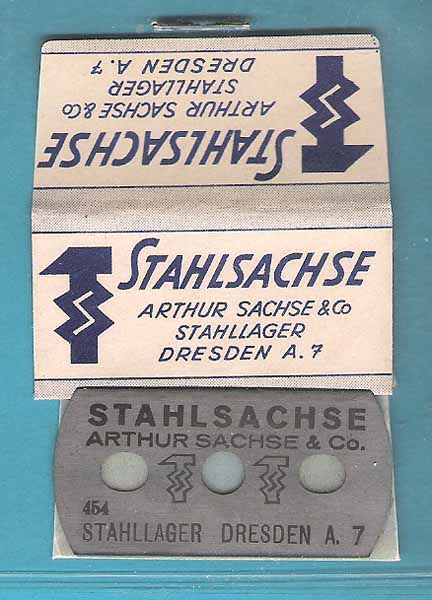 DRESDEN A. 7
STAHLLAGER
ARTHUR SACHSE & Co
STAHLSACHSE
STAHLSACHSE
ARTHUR SACHSE & Co
STAHLLAGER
DRESDEN A. 7
STAHLSACHSE
ARTHUR SACHSE & Co.
454
STAHLLAGER DRESDEN A. 7